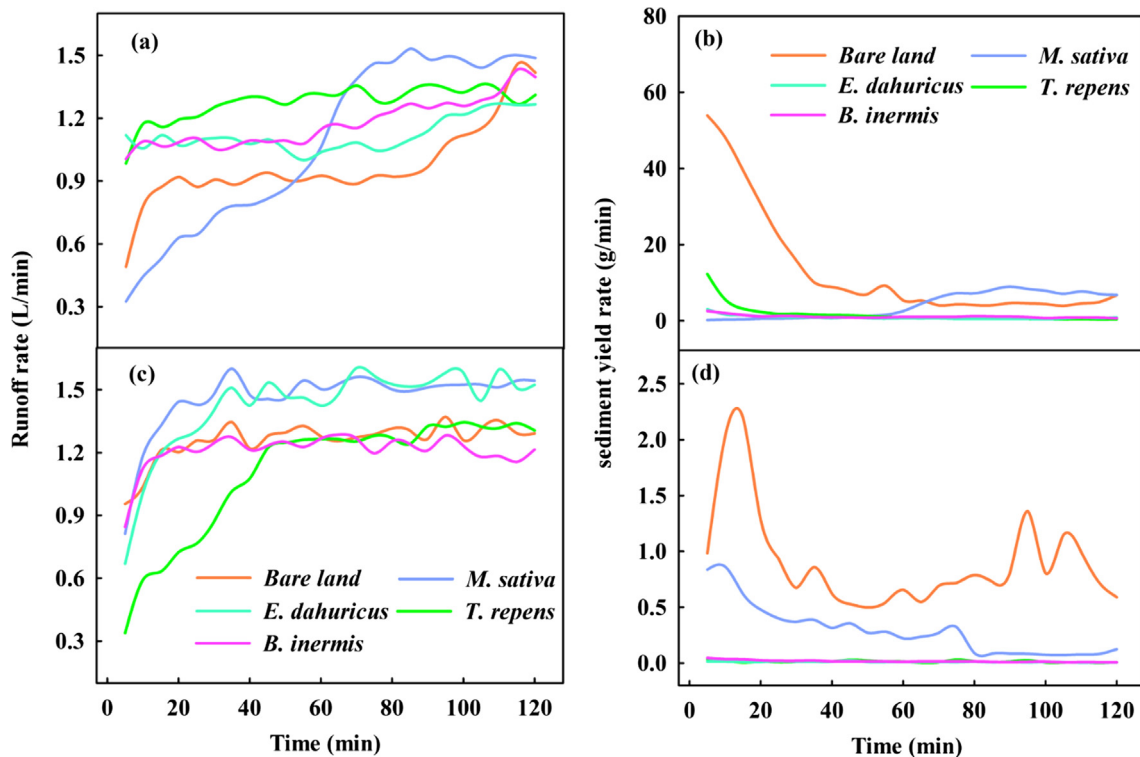 (a)
1.5
1.2
0.9
0.6
0.3
Runoff rate (L/min)
(b)
80
60
40
20
0
Bare land
M. sativa
E. dahuricus
T. repens
B. inermis
sediment yield rate (g/min)
(c)
1.5
1.2
0.9
0.6
0.3
Bare land
M. sativa
E. dahuricus
T. repens
B. inermis
0 20 40 60 80 100 120
Time (min)
(d)
2.5
2.0
1.5
1.0
0.5
0.0
0 20 40 60 80 100 120
Time (min)